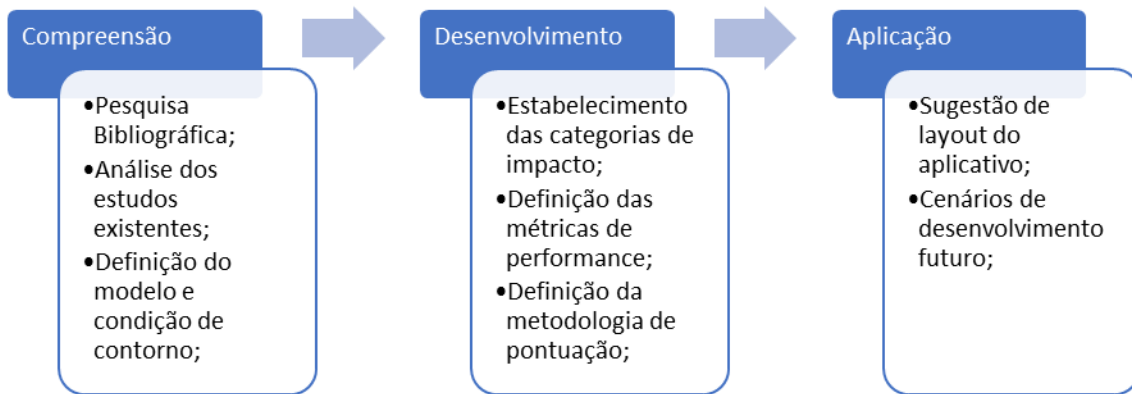 Compreensão
•Pesquisa
Bibliográfica;
•Análise dos
estudos
existentes;
•Definição do
modelo e
condição de
contorno;
Desenvolvimento
•Estabelecimento
das categorias de
impacto;
•Definição das
métricas de
performance;
•Definição da
metodologia de
pontuação;
Aplicação
•Sugestão de
layout do
aplicativo;
•Cenários de
desenvolvimento
futuro;